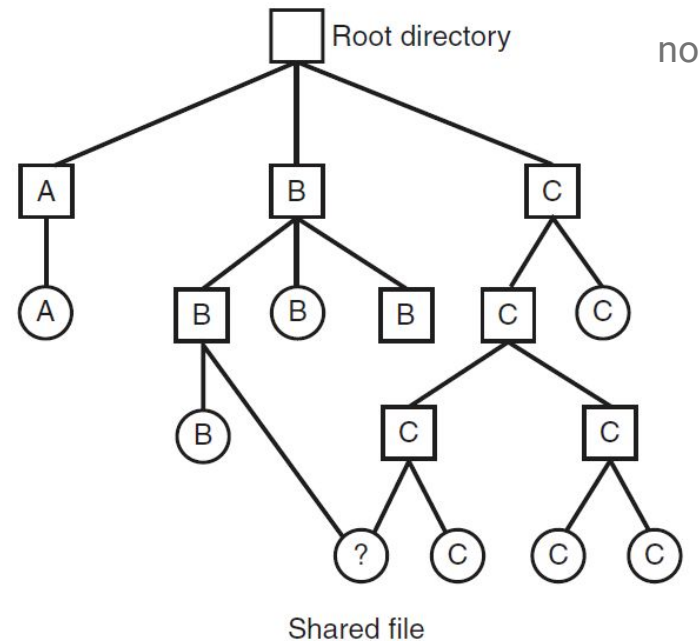 Root directory
no
A B C
A B B B C C
B C C
? C C C
Shared file